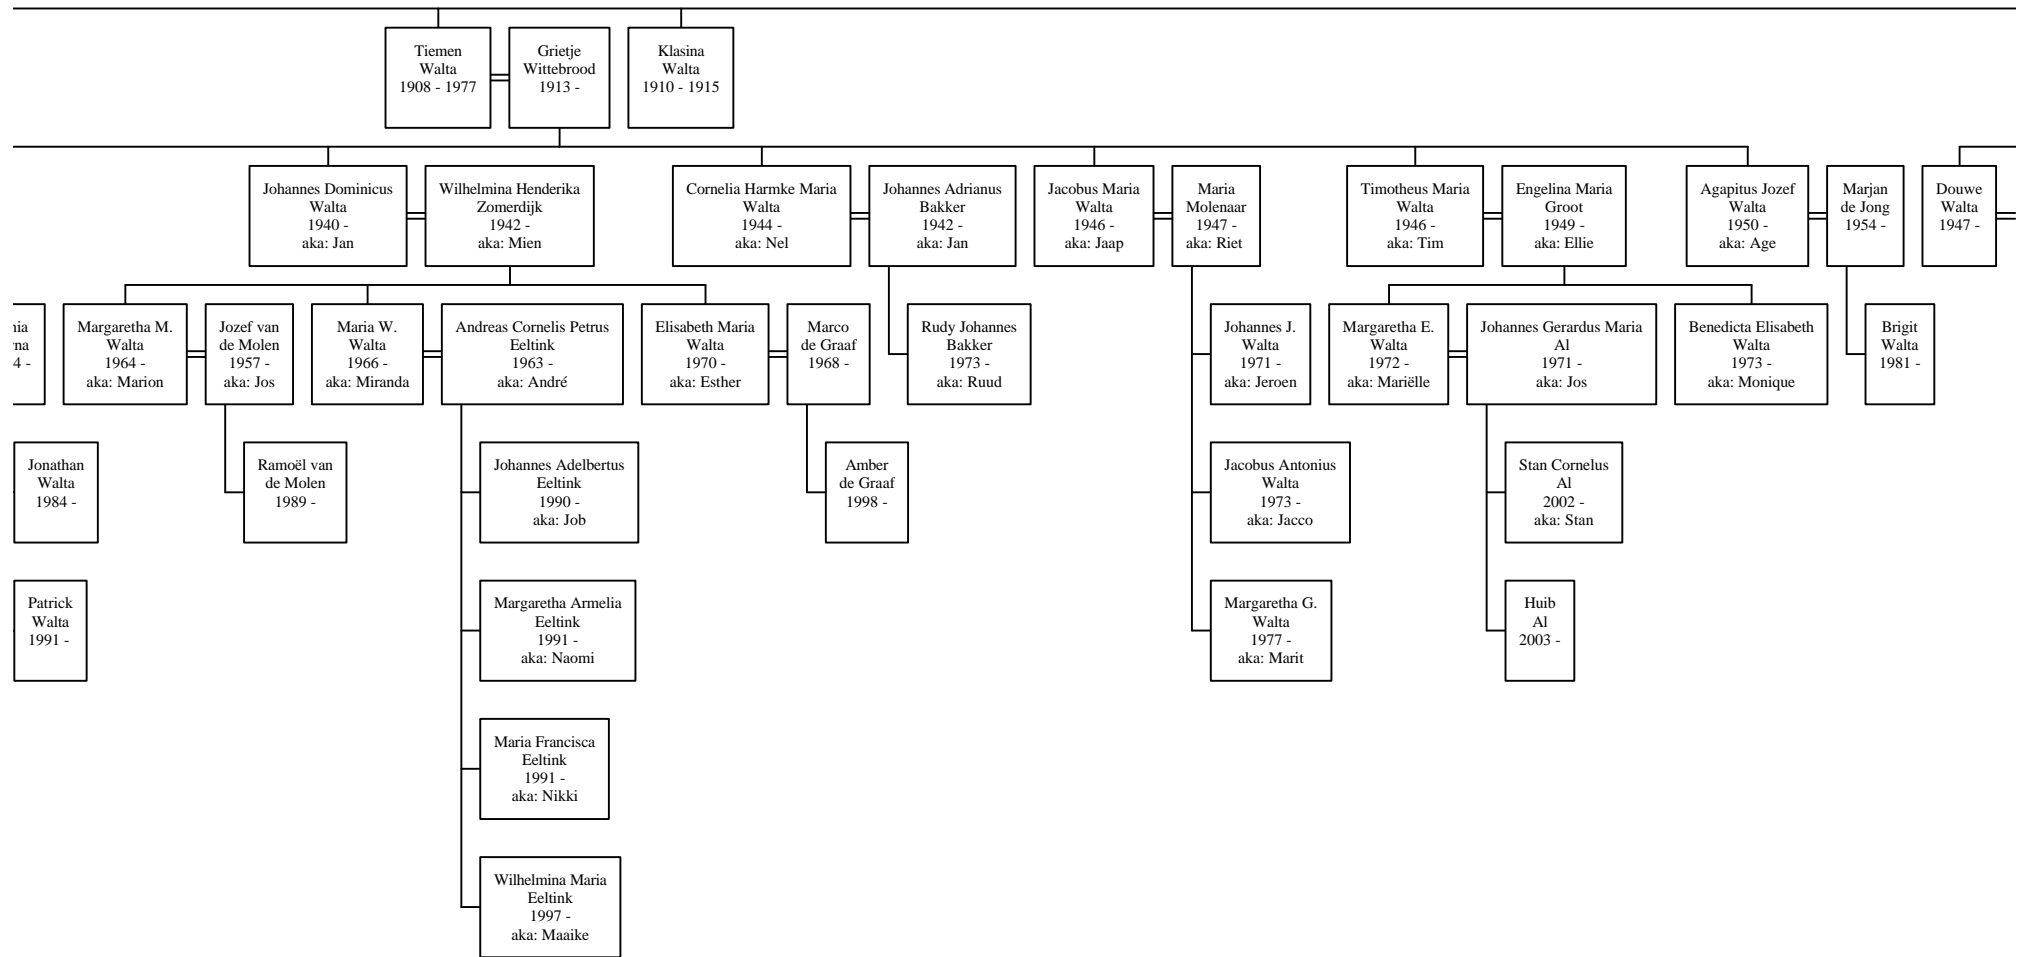 Tiemen
Walta
1908 - 1977
Grietje
Wittebrood
1913 -
Klasina
Walta
1910 - 1915
Johannes Dominicus
Walta
1940 -
aka: Jan
Wilhelmina Henderika
Zomerdijk
1942 -
aka: Mien
Cornelia Harmke Maria
Walta
1944 -
aka: Nel
Johannes Adrianus
Bakker
1942 -
aka: Jan
Jacobus Maria
Walta
1946 -
aka: Jaap
Maria
Molenaar
1947 -
aka: Riet
Timotheus Maria
Walta
1946 -
aka: Tim
Engelina Maria
Groot
1949 -
aka: Ellie
Agapitus Jozef
Walta
1950 -
aka: Age
Marjan
de Jong
1954 -
Douwe
Walta
1947 -
Margaretha M.
Walta
1964 -
aka: Marion
Jozef van
de Molen
1957 -
aka: Jos
Maria W.
Walta
1966 -
aka: Miranda
Andreas Cornelis Petrus
Eeltink
1963 -
aka: André
Elisabeth Maria
Walta
1970 -
aka: Esther
Marco
de Graaf
1968 -
Rudy Johannes
Bakker
1973 -
aka: Ruud
Johannes J.
Walta
1971 -
aka: Jeroen
Margaretha E.
Walta
1972 -
aka: Mariëlle
Johannes Gerardus Maria
Al
1971 -
aka: Jos
Benedicta Elisabeth
Walta
1973 -
aka: Monique
Brigit
Walta
1981 -
Jonathan
Walta
1984 -
Ramoël van
de Molen
1989 -
Johannes Adelbertus
Eeltink
1990 -
aka: Job
Amber
de Graaf
1998 -
Jacobus Antonius
Walta
1973 -
aka: Jacco
Stan Cornelus
Al
2002 -
aka: Stan
Patrick
Walta
1991 -
Margaretha Armelia
Eeltink
1991 -
aka: Naomi
Margaretha G.
Walta
1977 -
aka: Marit
Huib
Al
2003 -
Maria Francisca
Eeltink
1991 -
aka: Nikki
Wilhelmina Maria
Eeltink
1997 -
aka: Maaike